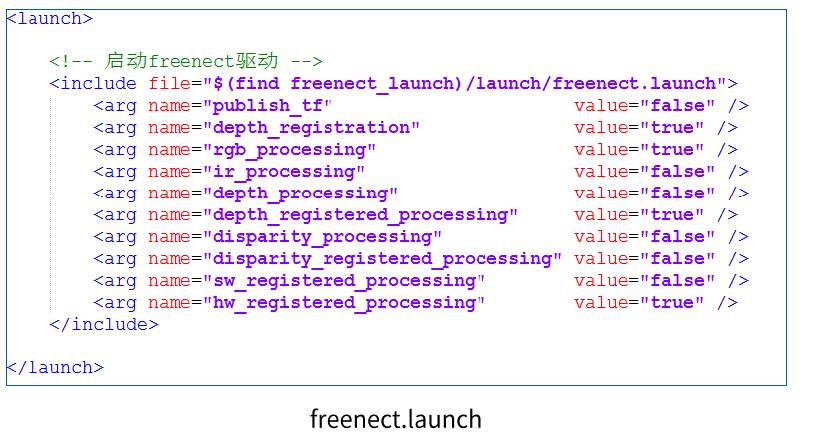 <launch>
<!-- 启动freenect驱动 -->
<include file="$(find freenect_launch)/launch/freenect.launch">
<arg name="publish_tf" value="false" />
<arg name="depth_registration" value="true" />
<arg name="rgb_processing" value="true" />
<arg name="ir_processing" value="false" />
<arg name="depth_processing" value="false" />
<arg name="depth_registered_processing" value="true" />
<arg name="disparity_processing" value="false" />
<arg name="disparity_registered_processing" value="false" />
<arg name="sw_registered_processing" value="false" />
<arg name="hw_registered_processing" value="true" />
</include>
</launch>
freenect.launch